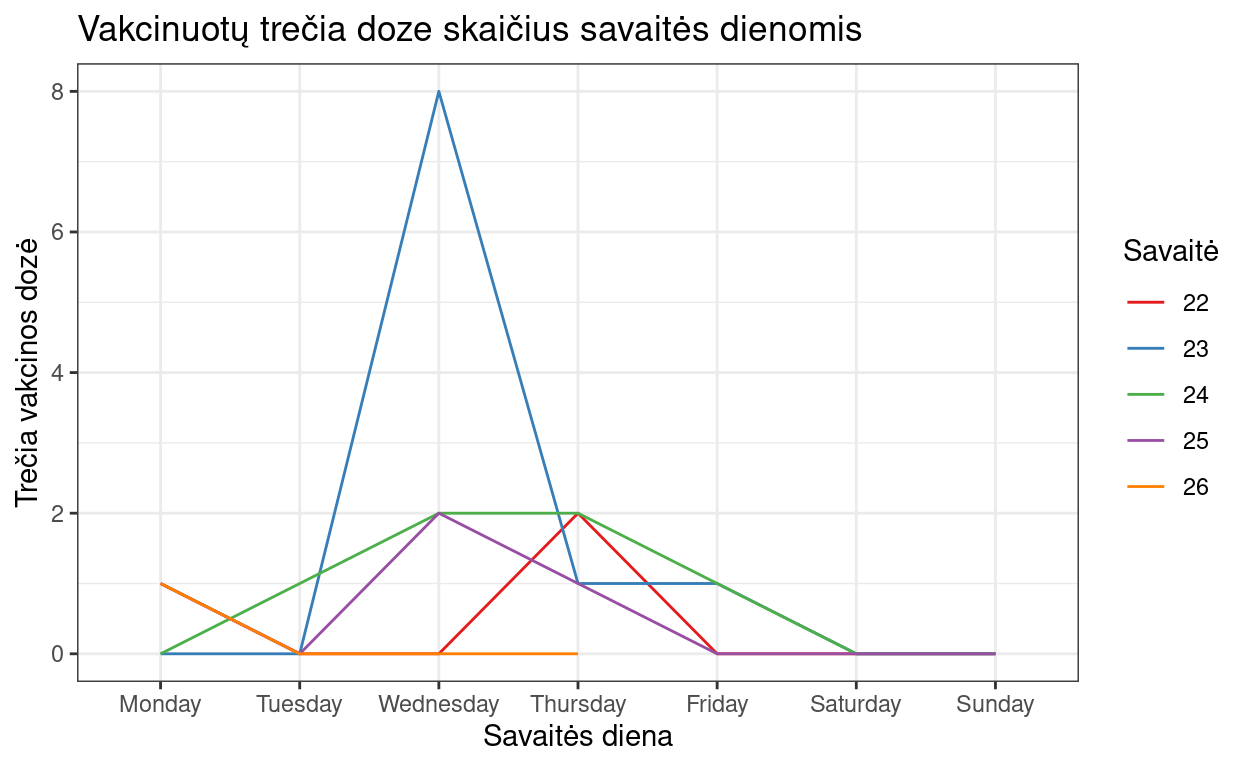 Vakcinuotų trečia doze skaičius savaitės dienomis
Trečia vakcinos dozė
8
6
4
2
0
Monday Tuesday Wednesday Thursday Friday Saturday Sunday
Savaitės diena
Savaitė
22
23
24
25
26